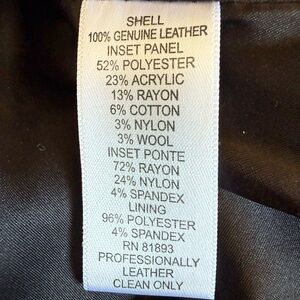 SHELL
100% GENUINE LEATHER
INSET PANEL
52% POLYESTER
23% ACRYLIC
13% RAYON
6% COTTON
3% NYLON
3% WOOL
INSET PONTE
72% RAYON
24% NYLON
4% SPANDEX
LINING
96% POLYESTER
4% SPANDEX
RN 81893
PROFESSIONALLY
LEATHER
CLEAN ONLY